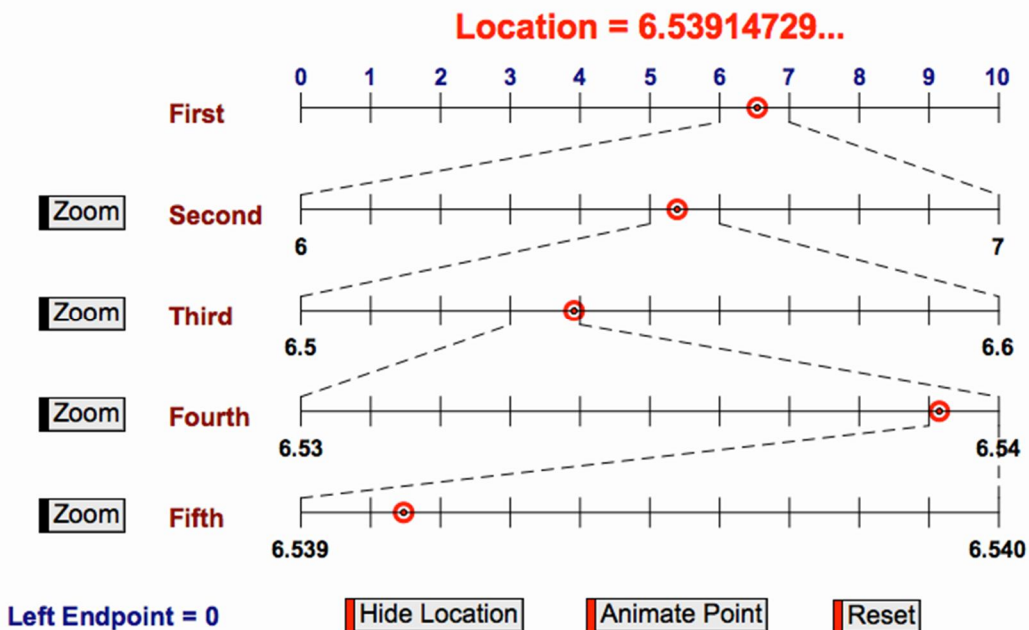 Location = 6.53914729...
0 1 2 3 4 5 6 7 8 9 10
First
Zoom Second
6 7
Zoom Third
6.5 6.6
Zoom Fourth
6.53 6.54
Zoom Fifth
6.539 6.540
Left Endpoint = 0 Hide Location Animate Point Reset